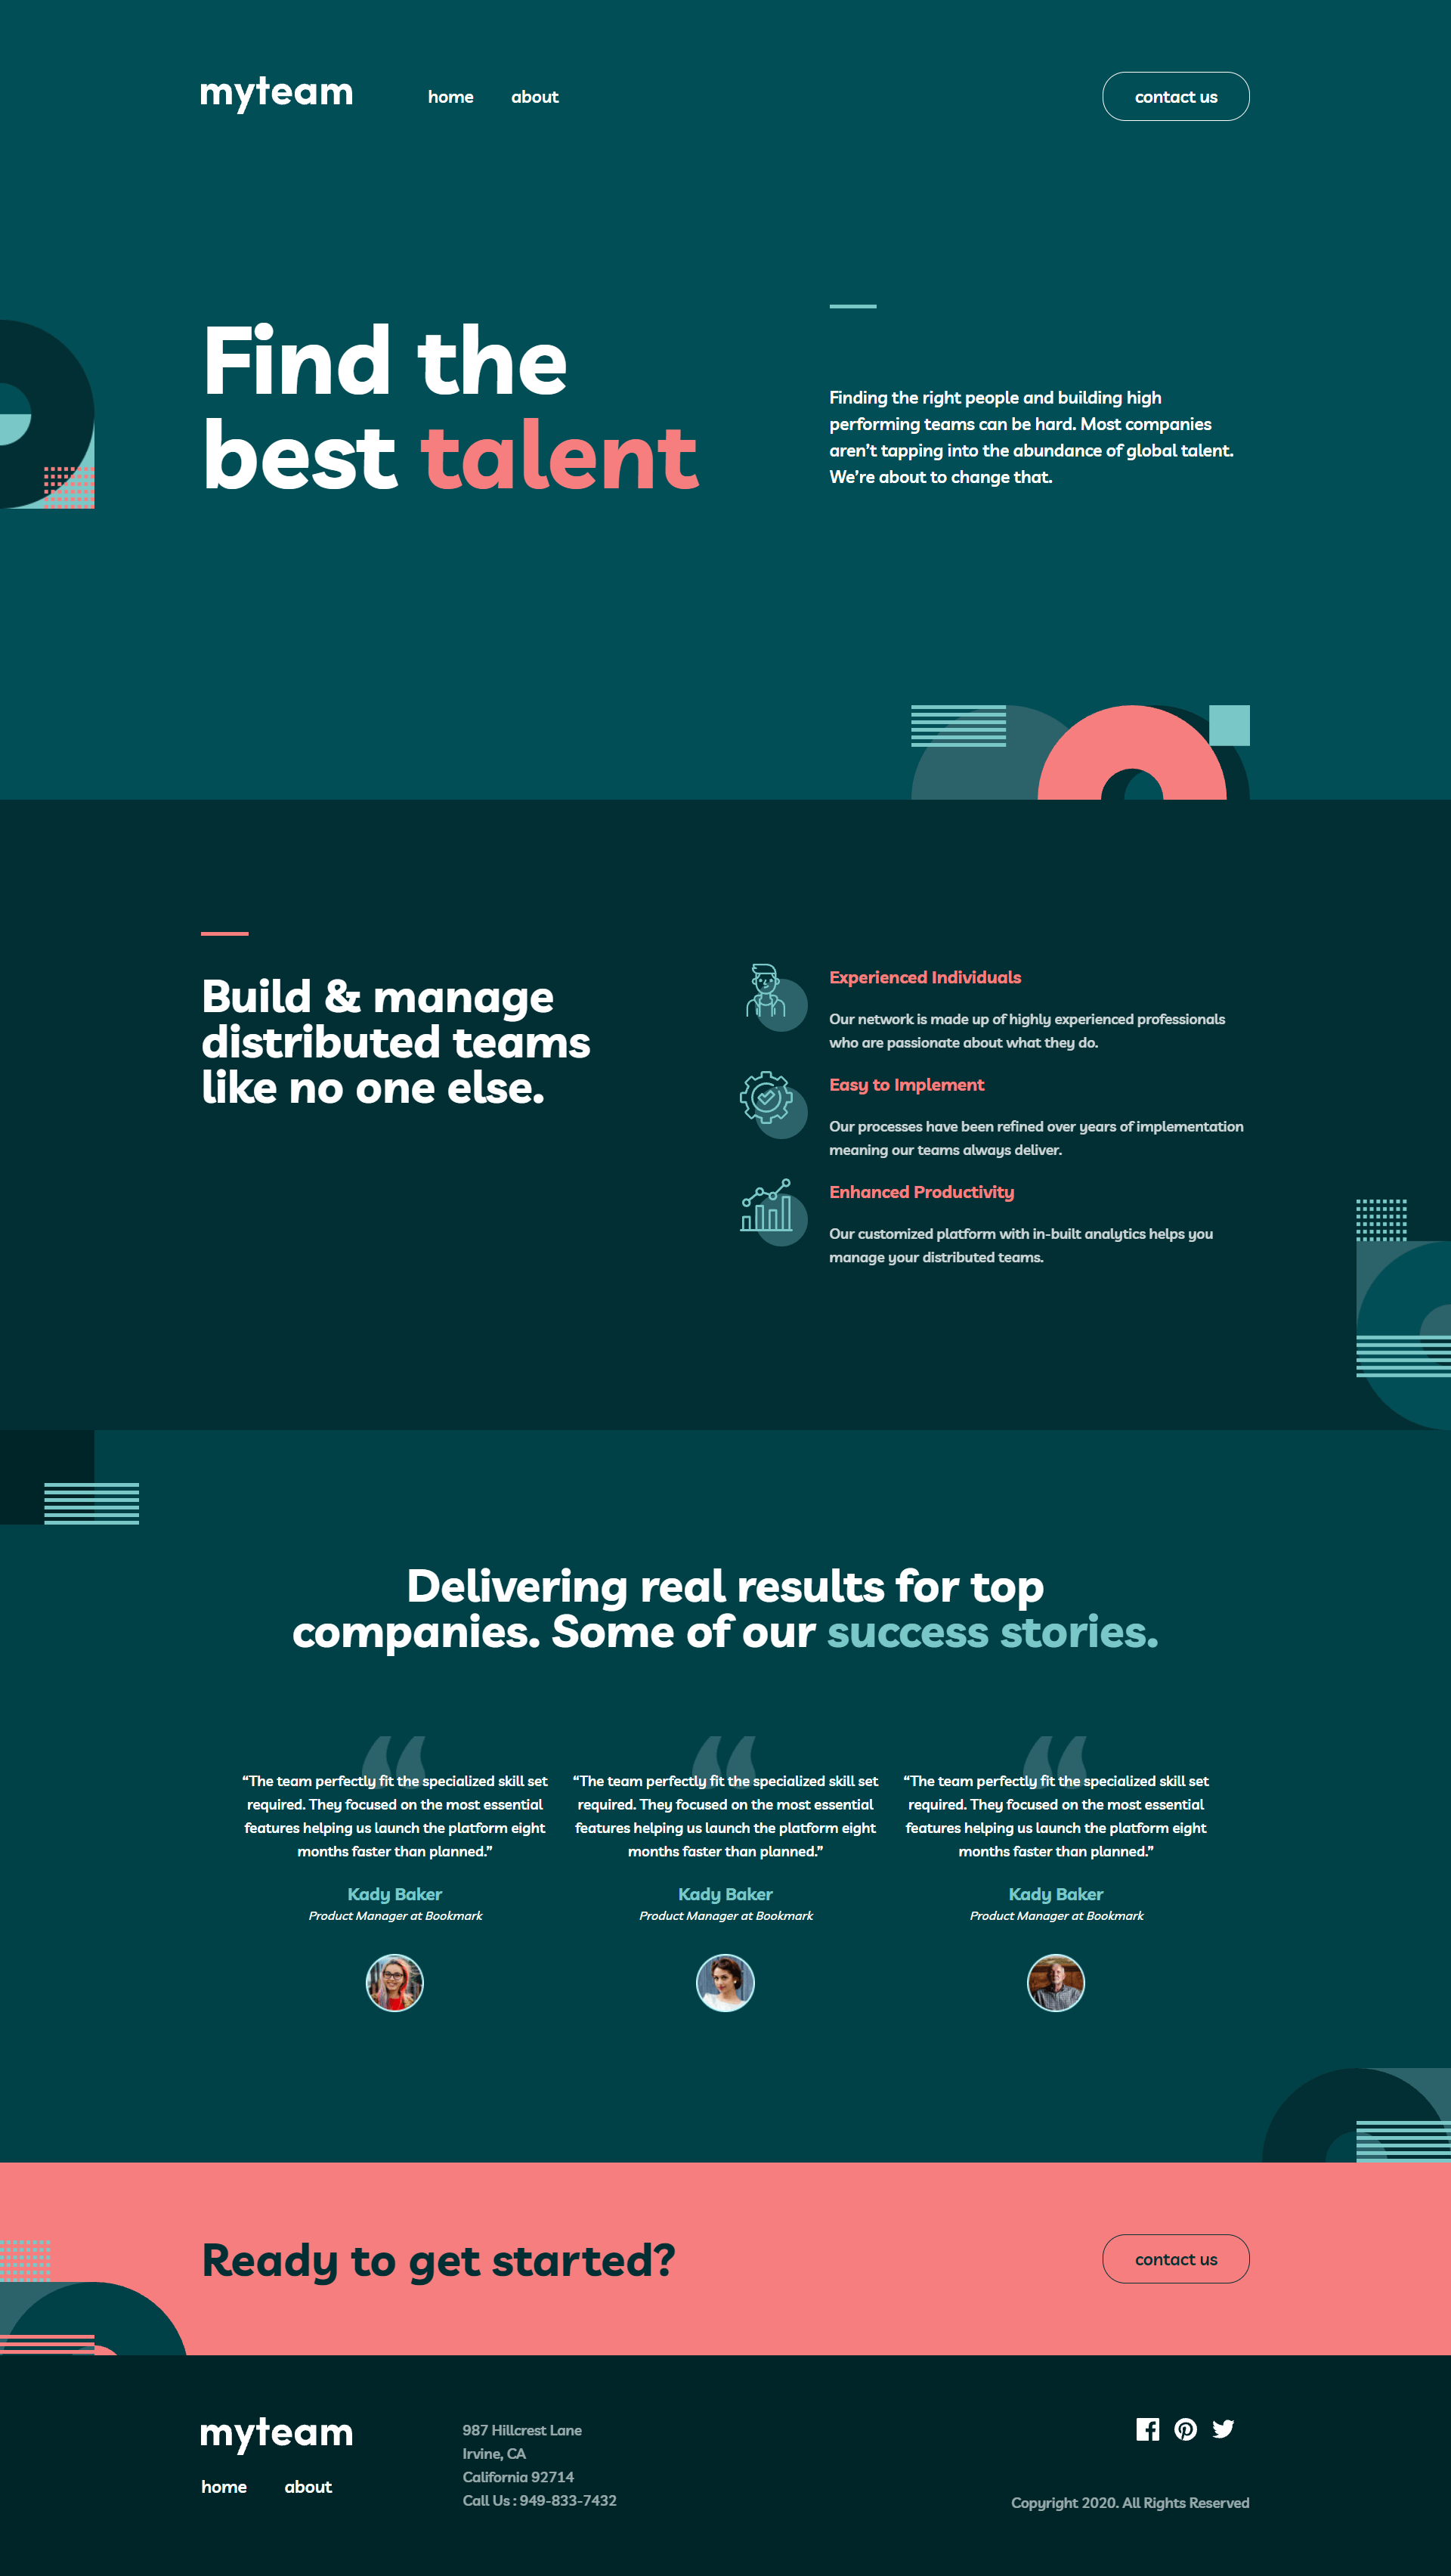 myteam
home about
contact us
Find the
best talent
Finding the right people and building high
performing teams can be hard. Most companies
aren’t tapping into the abundance of global talent.
We’re about to change that.
Build & manage
distributed teams
like no one else.
Experienced Individuals
Our network is made up of highly experienced professionals
who are passionate about what they do.
Easy to Implement
Our processes have been refined over years of implementation
meaning our teams always deliver.
Enhanced Productivity
Our customized platform with in-built analytics helps you
manage your distributed teams.
Delivering real results for top
companies. Some of our success stories.
“The team perfectly fit the specialized skill set
required. They focused on the most essential
features helping us launch the platform eight
months faster than planned.”
Kady Baker
Product Manager at Bookmark
“The team perfectly fit the specialized skill set
required. They focused on the most essential
features helping us launch the platform eight
months faster than planned.”
Kady Baker
Product Manager at Bookmark
“The team perfectly fit the specialized skill set
required. They focused on the most essential
features helping us launch the platform eight
months faster than planned.”
Kady Baker
Product Manager at Bookmark
Ready to get started?
contact us
myteam
home about
987 Hillcrest Lane
Irvine, CA
California 92714
Call Us : 949-833-7432
Copyright 2020. All Rights Reserved